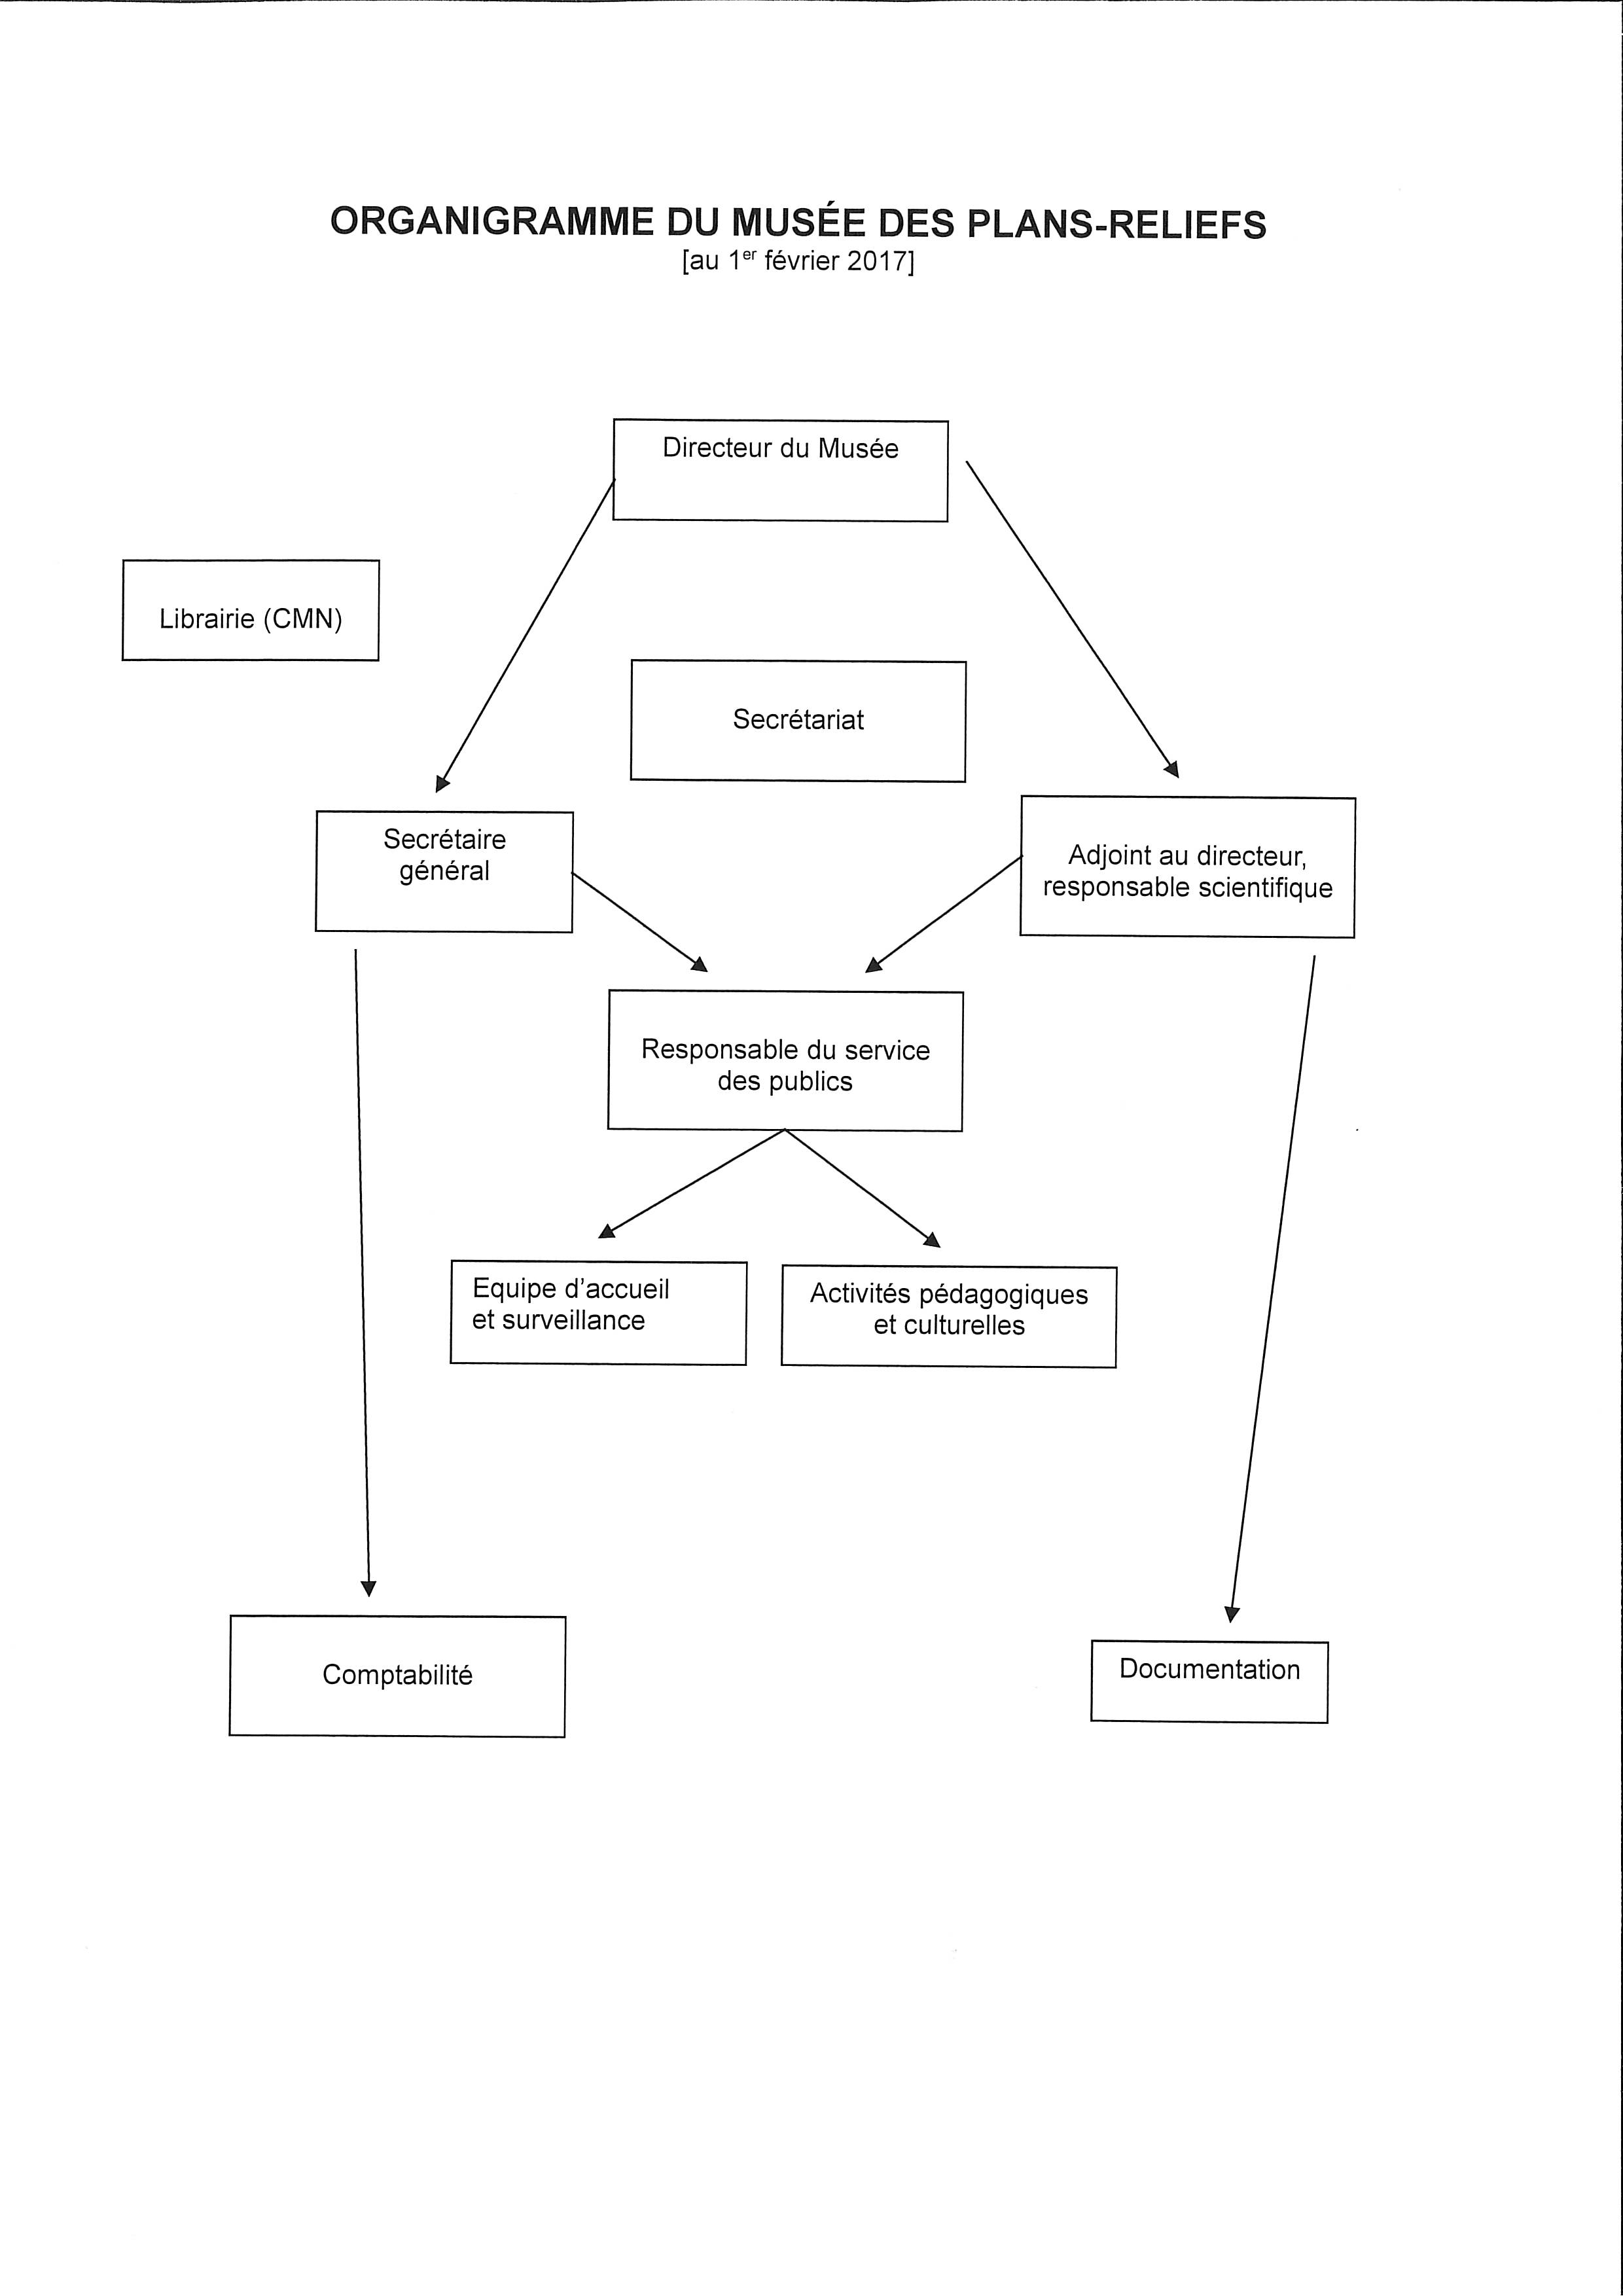 ORGANIGRAMME DU MUSÉE DES PLANS-RELIEFS
[au 1er février 2017]
Directeur du Musée
Librairie (CMN)
Secrétariat
Secrétaire
général
Adjoint au directeur,
responsable scientifique
Responsable du service
des publics
Equipe d'accueil
et surveillance
Activités pédagogiques
et culturelles
Comptabilité
Documentation